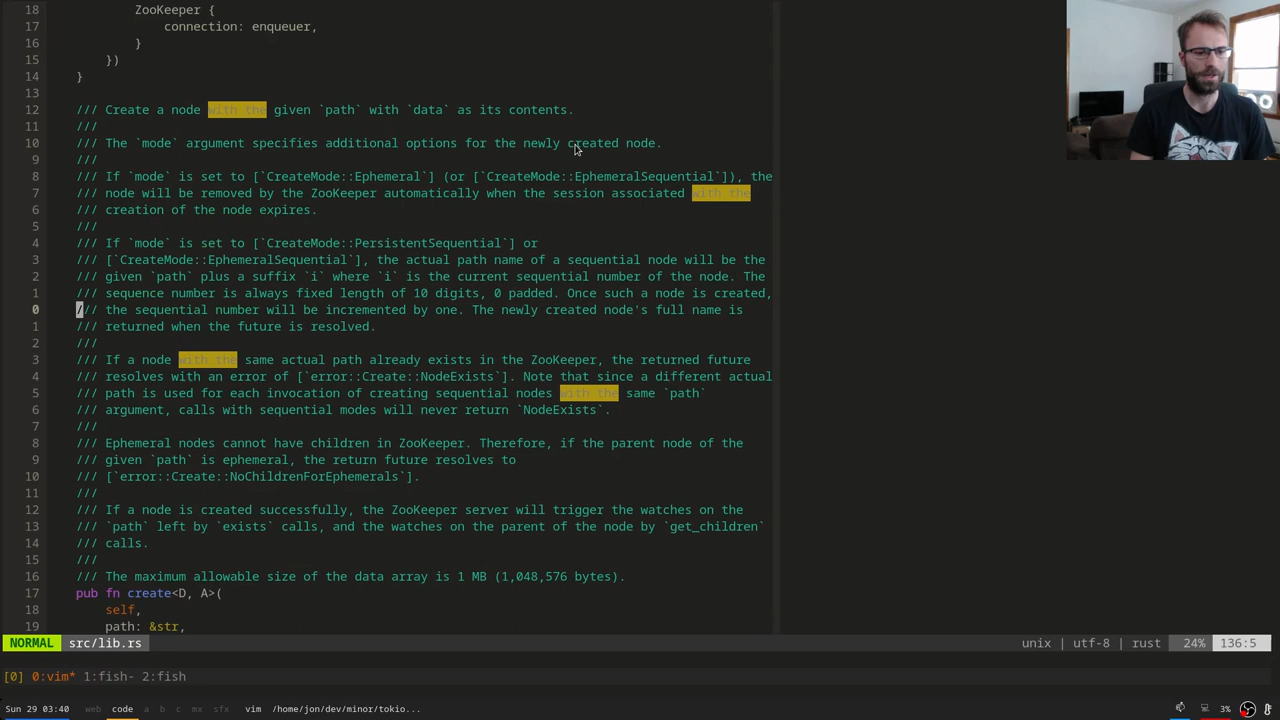 18 ZooKeeper {
17 connection: enqueuer,
16 }
15 })
14 }
13
12 /// Create a node with the given `path` with `data` as its contents.
11 ///
10 /// The `mode` argument specifies additional options for the newly created node.
9 ///
8 /// If `mode` is set to [`CreateMode::Ephemeral`] (or [`CreateMode::EphemeralSequential`]), the
7 /// node will be removed by the ZooKeeper automatically when the session associated with the
6 /// creation of the node expires.
5 ///
4 /// If `mode` is set to [`CreateMode::PersistentSequential`] or
3 /// [`CreateMode::EphemeralSequential`], the actual path name of a sequential node will be the
2 /// given `path` plus a suffix `i` where `i` is the current sequential number of the node. The
1 /// sequence number is always fixed length of 10 digits, 0 padded. Once such a node is created,
0 /// the sequential number will be incremented by one. The newly created node's full name is
1 /// returned when the future is resolved.
2 ///
3 /// If a node with the same actual path already exists in the ZooKeeper, the returned future
4 /// resolves with an error of [`error::Create::NodeExists`]. Note that since a different actual
5 /// path is used for each invocation of creating sequential nodes with the same `path`
6 /// argument, calls with sequential modes will never return `NodeExists`.
7 ///
8 /// Ephemeral nodes cannot have children in ZooKeeper. Therefore, if the parent node of the
9 /// given `path` is ephemeral, the return future resolves to
10 /// [`error::Create::NoChildrenForEphemerals`].
11 ///
12 /// If a node is created successfully, the ZooKeeper server will trigger the watches on the
13 /// `path` left by `exists` calls, and the watches on the parent of the node by `get_children`
14 /// calls.
15 ///
16 /// The maximum allowable size of the data array is 1 MB (1,048,576 bytes).
17 pub fn create<D, A>(
18 self,
19 path: &str,
NORMAL src/lib.rs unix | utf-8 | rust 24% 136:5
[0] 0:vim* 1:fish- 2:fish
Sun 29 03:40 web code a b c mx sfx vim /home/jon/dev/minor/tokio... 3%